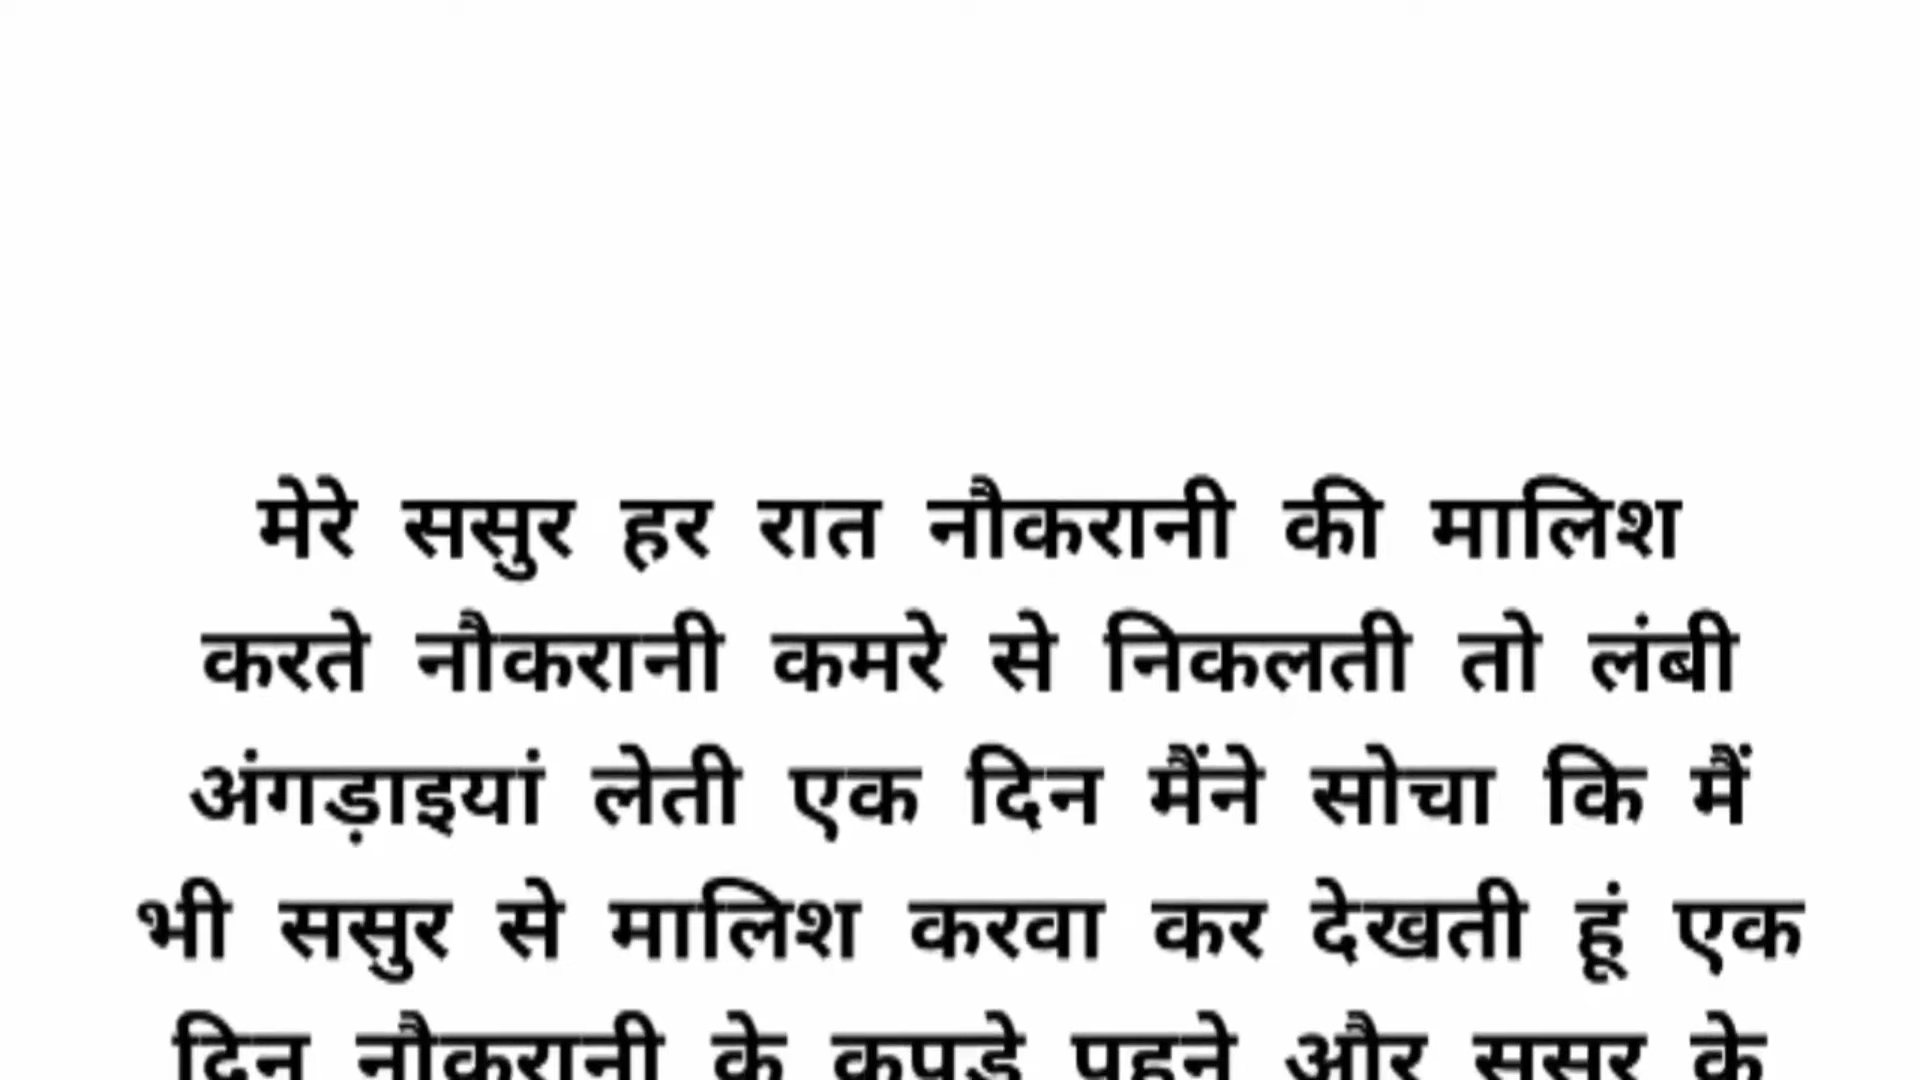 मेरे ससुर हर रात नौकरानी की मालिश
करते नौकरानी कमरे से निकलती तो लंबी
अंगड़ाइयां लेती एक दिन मैंने सोचा कि मैं
भी ससुर से मालिश करवा कर देखती हूं एक
दिन नौकरानी के कपड़े पहने और ससुर के